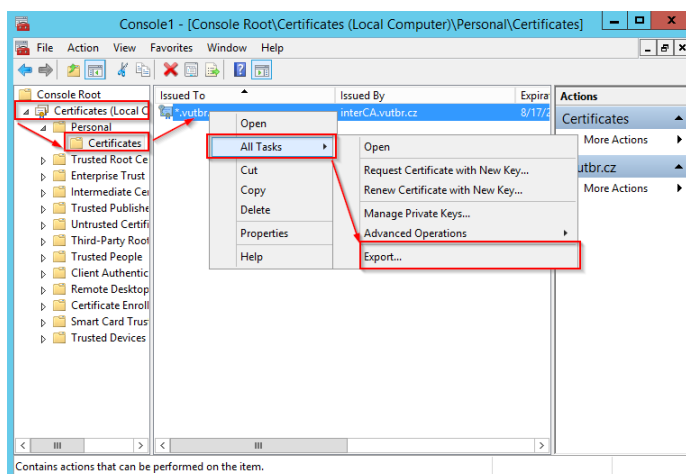 Console1 - [Console Root\Certificates (Local Computer)\Personal\Certificates]
File Action View Favorites Window Help
Console Root
Certificates (Local C
Personal
Certificates
Trusted Root Ce
Enterprise Trust
Intermediate Cer
Trusted Publishe
Untrusted Certifi
Third-Party Root
Trusted People
Client Authentic
Remote Desktop
Certificate Enroll
Smart Card Trus
Trusted Devices
Issued To Issued By Expira
*.vutbr. interCA.vutbr.cz 8/17/2
Open
All Tasks
Cut
Copy
Delete
Properties
Help
Open
Request Certificate with New Key...
Renew Certificate with New Key...
Manage Private Keys...
Advanced Operations
Export...
Actions
Certificates
More Actions
utbr.cz
More Actions
Contains actions that can be performed on the item.